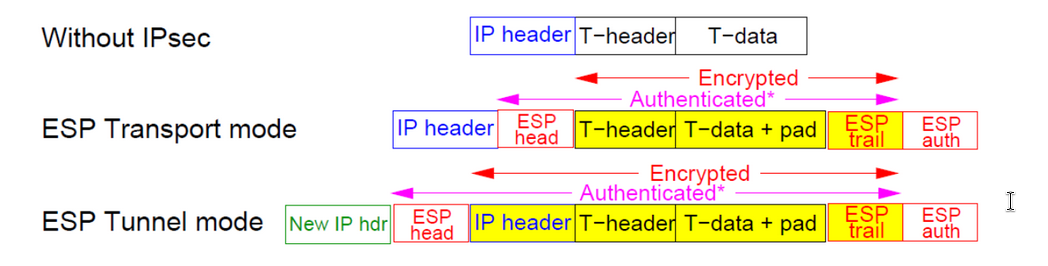 Without IPsec
IP header T-header T-data
Encrypted
Authenticated*
ESP Transport mode
IP header ESP head T-header T-data + pad ESP trail ESP auth
Encrypted
Authenticated*
ESP Tunnel mode
New IP hdr ESP head IP header T-header T-data + pad ESP trail ESP auth